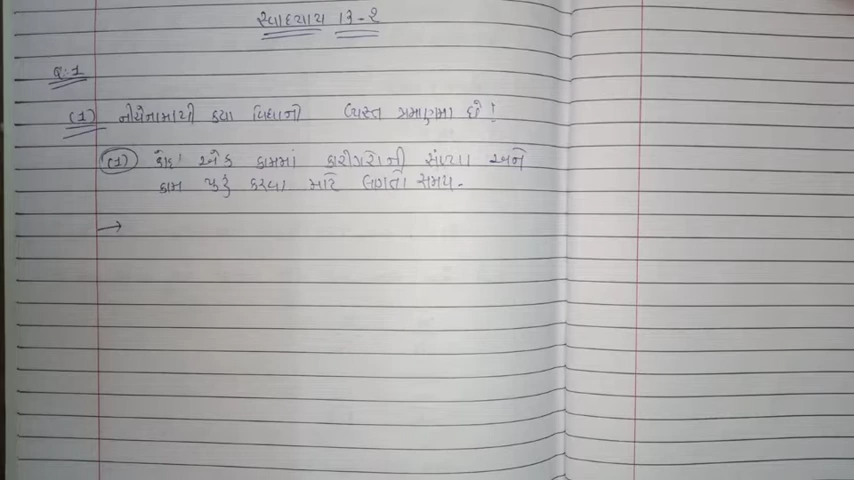 સ્વાધ્યાય 13-2
પ્ર.1
(1) નીચેનામાંથી કયા વિધાનો વ્યસ્ત પ્રમાણમાં છે!
(1) કોઈ એક કામમાં કારીગરોની સંખ્યા અને
કામ પુરું કરવા માટે લાગતો સમય.
→